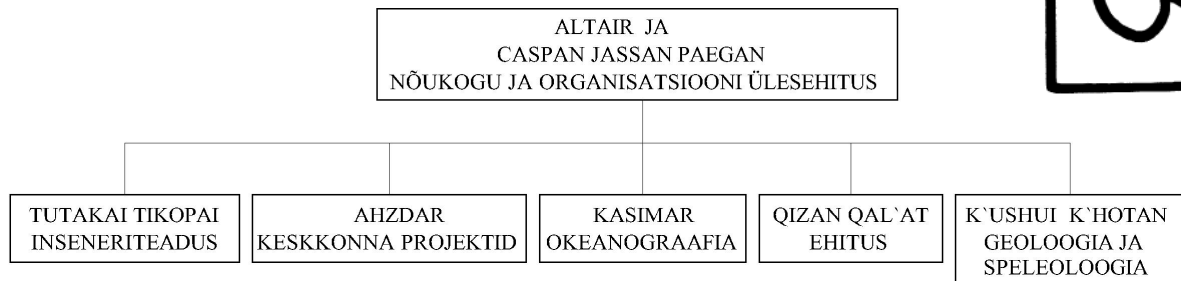 ALTAIR JA
CASPAN JASSAN PAEGAN
NÕUKOGU JA ORGANISATSIOONI ÜLESEHITUS
TUTAKAI TIKOPAI
INSENERITEADUS
AHZDAR
KESKKONNA PROJEKTID
KASIMAR
OKEANOGRAAFIA
QIZAN QAL`AT
EHITUS
K`USHUI K`HOTAN
GEOLOOGIA JA
SPELEOLOOGIA